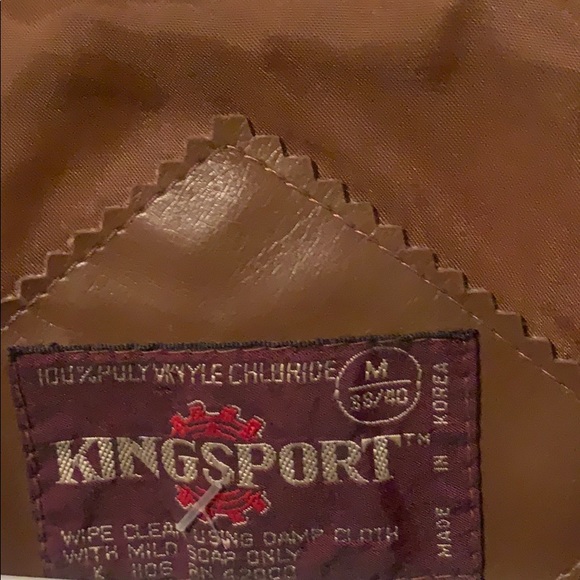 100% POLY VINYLE CHLORIDE
M
38/40
KINGSPORT™
MADE IN KOREA
WIPE CLEAN USING DAMP CLOTH
WITH MILD SOAP ONLY
RN